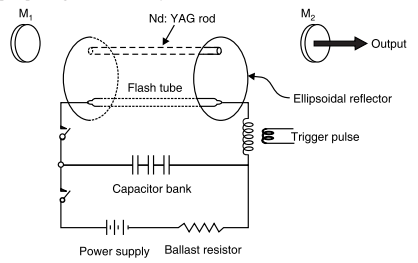 M1
Nd: YAG rod
M2
Output
Flash tube
Ellipsoidal reflector
Trigger pulse
Capacitor bank
Power supply
Ballast resistor